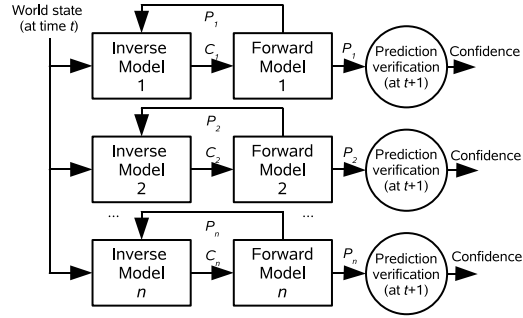 World state
(at time t)
P1
Inverse
Model
1
C1
Forward
Model
1
P1
Prediction
verification
(at t+1)
Confidence
P2
Inverse
Model
2
C2
Forward
Model
2
P2
Prediction
verification
(at t+1)
Confidence
...
...
Pn
Inverse
Model
n
Cn
Forward
Model
n
Pn
Prediction
verification
(at t+1)
Confidence